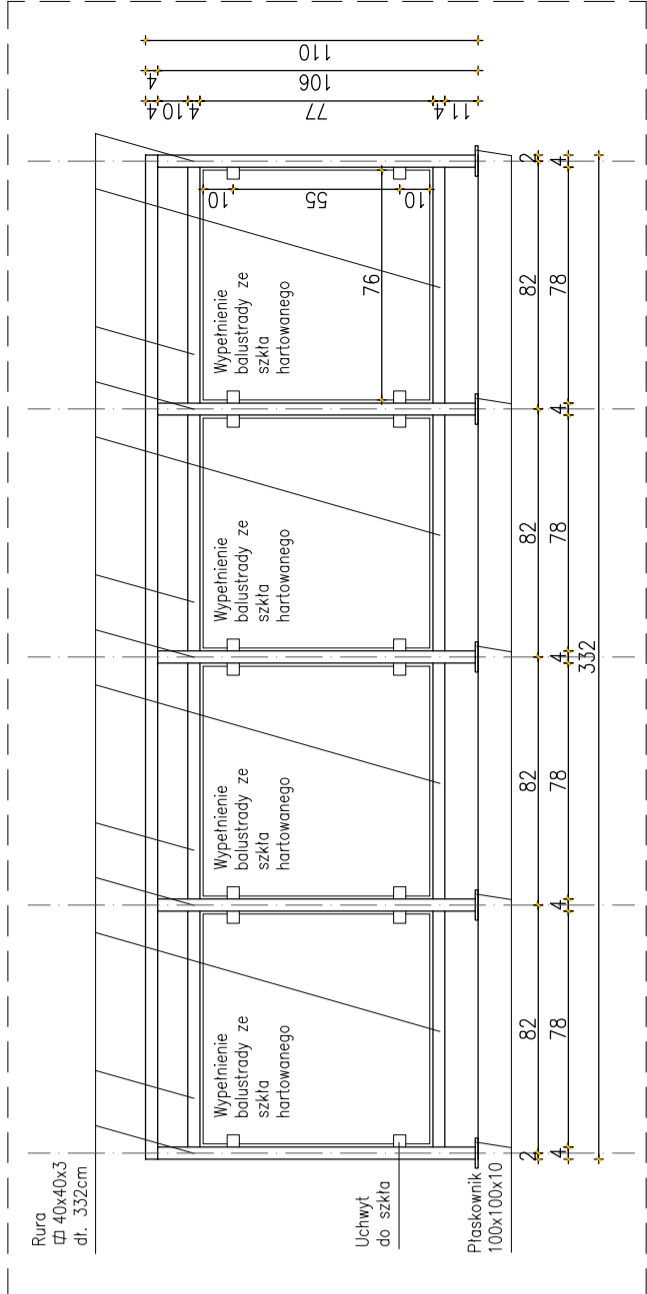 Rura
40x40x3
dł. 332cm
Uchwyt
do szkła
Płaskownik
100x100x10
Wypełnienie
balustrady ze
szkła
hartowanego
Wypełnienie
balustrady ze
szkła
hartowanego
Wypełnienie
balustrady ze
szkła
hartowanego
Wypełnienie
balustrady ze
szkła
hartowanego
76
10
55
10
4
10
4
77
4
11
4
106
110
2
82
82
82
82
2
4
78
4
78
4
78
4
78
4
332